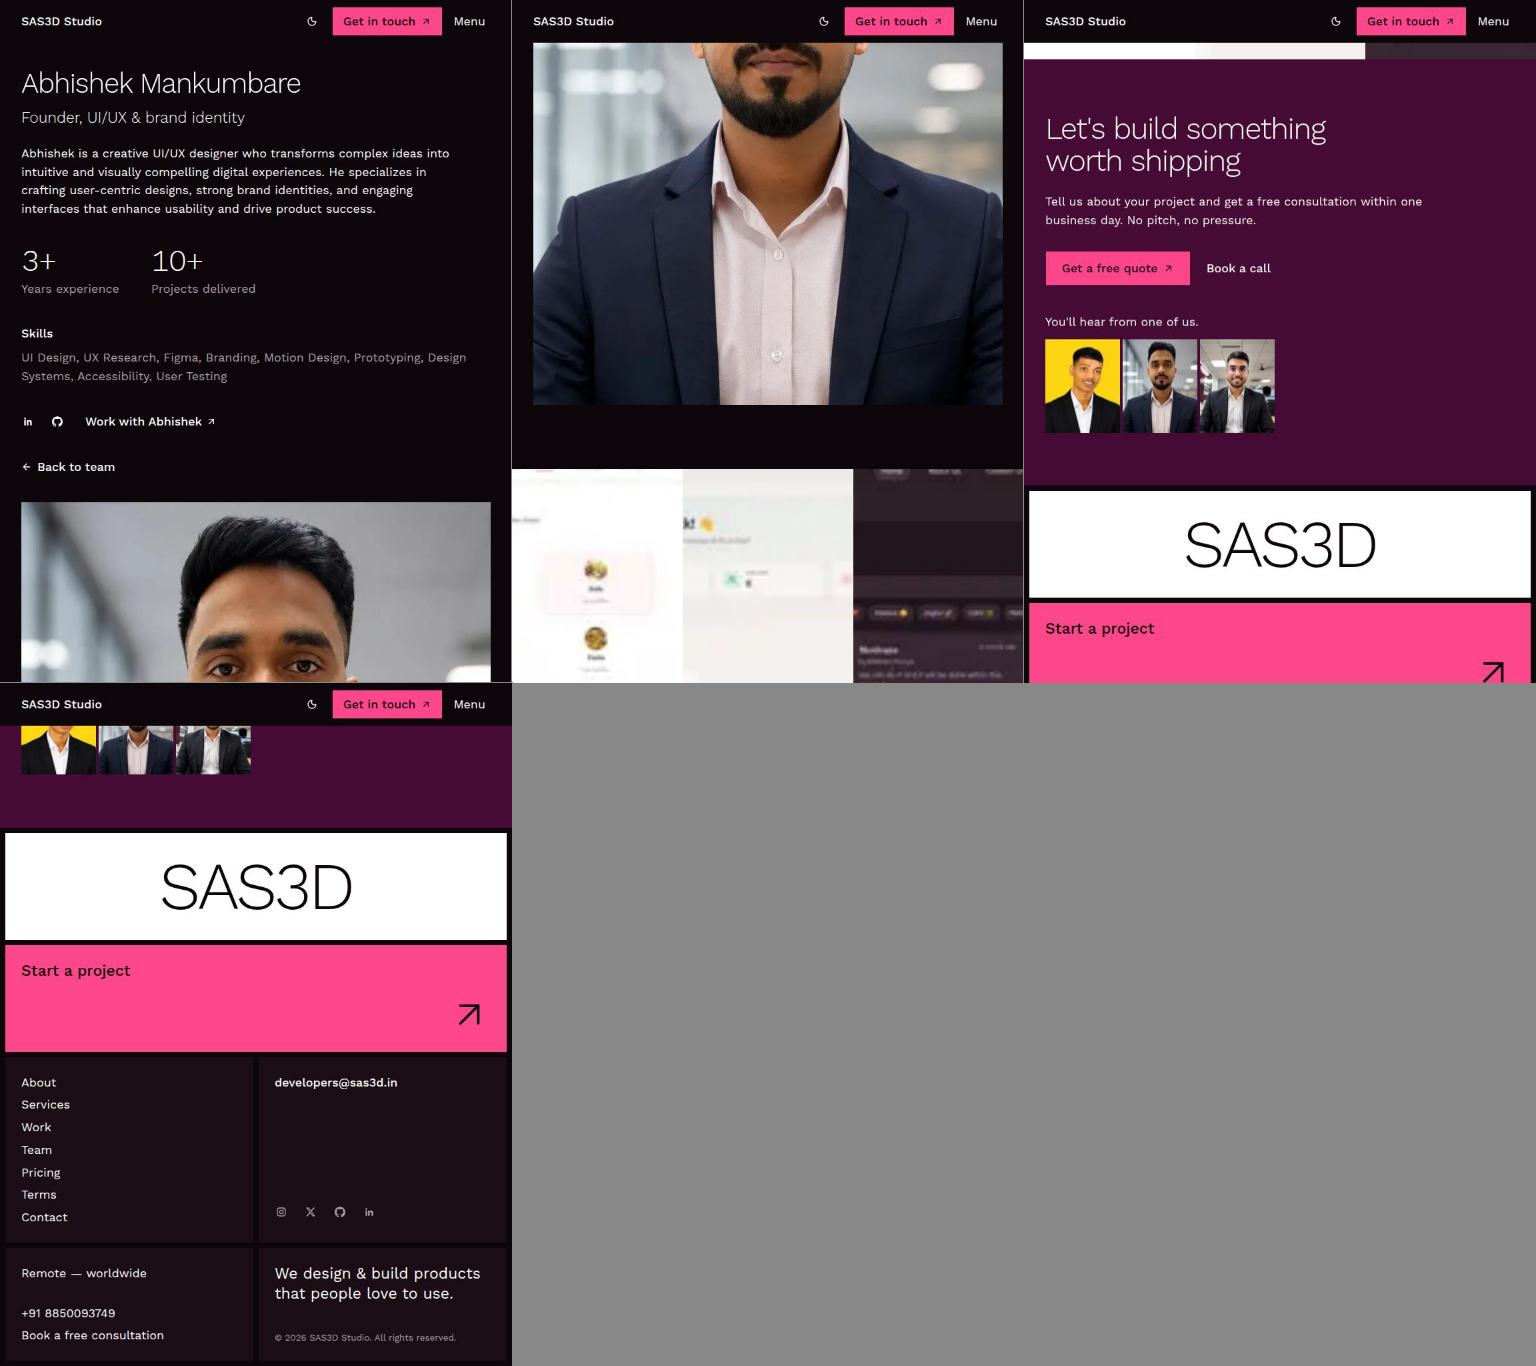 SAS3D Studio
Get in touch
Menu
Abhishek Mankumbare
Founder, UI/UX & brand identity
Abhishek is a creative UI/UX designer who transforms complex ideas into
intuitive and visually compelling digital experiences. He specializes in
crafting user-centric designs, strong brand identities, and engaging
interfaces that enhance usability and drive product success.
3+
10+
Years experience
Projects delivered
Skills
UI Design, UX Research, Figma, Branding, Motion Design, Prototyping, Design
Systems, Accessibility, User Testing
in
Work with Abhishek
Back to team
SAS3D Studio
Get in touch
Menu
SAS3D Studio
Get in touch
Menu
Let's build something
worth shipping
Tell us about your project and get a free consultation within one
business day. No pitch, no pressure.
Get a free quote
Book a call
You'll hear from one of us.
SAS3D
Start a project
SAS3D Studio
Get in touch
Menu
SAS3D
Start a project
About
Services
Work
Team
Pricing
Terms
Contact
developers@sas3d.in
in
Remote — worldwide
+91 8850093749
Book a free consultation
We design & build products
that people love to use.
© 2026 SAS3D Studio. All rights reserved.